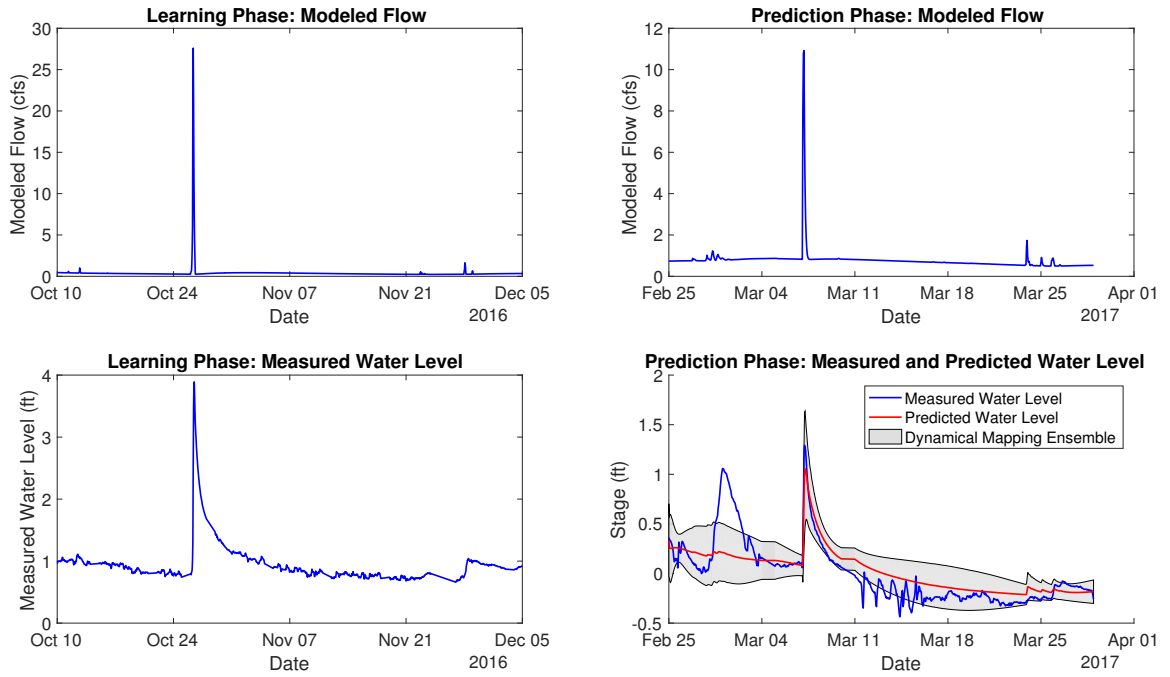 Learning Phase: Modeled Flow
Modeled Flow (cfs)
30
25
20
15
10
5
0
Oct 10 Oct 24 Nov 07 Nov 21 Dec 05
Date
2016
Prediction Phase: Modeled Flow
Modeled Flow (cfs)
12
10
8
6
4
2
0
Feb 25 Mar 04 Mar 11 Mar 18 Mar 25 Apr 01
Date
2017
Learning Phase: Measured Water Level
Measured Water Level (ft)
4
3
2
1
0
Oct 10 Oct 24 Nov 07 Nov 21 Dec 05
Date
2016
Prediction Phase: Measured and Predicted Water Level
Stage (ft)
2
1.5
1
0.5
0
-0.5
Measured Water Level
Predicted Water Level
Dynamical Mapping Ensemble
Feb 25 Mar 04 Mar 11 Mar 18 Mar 25 Apr 01
Date
2017